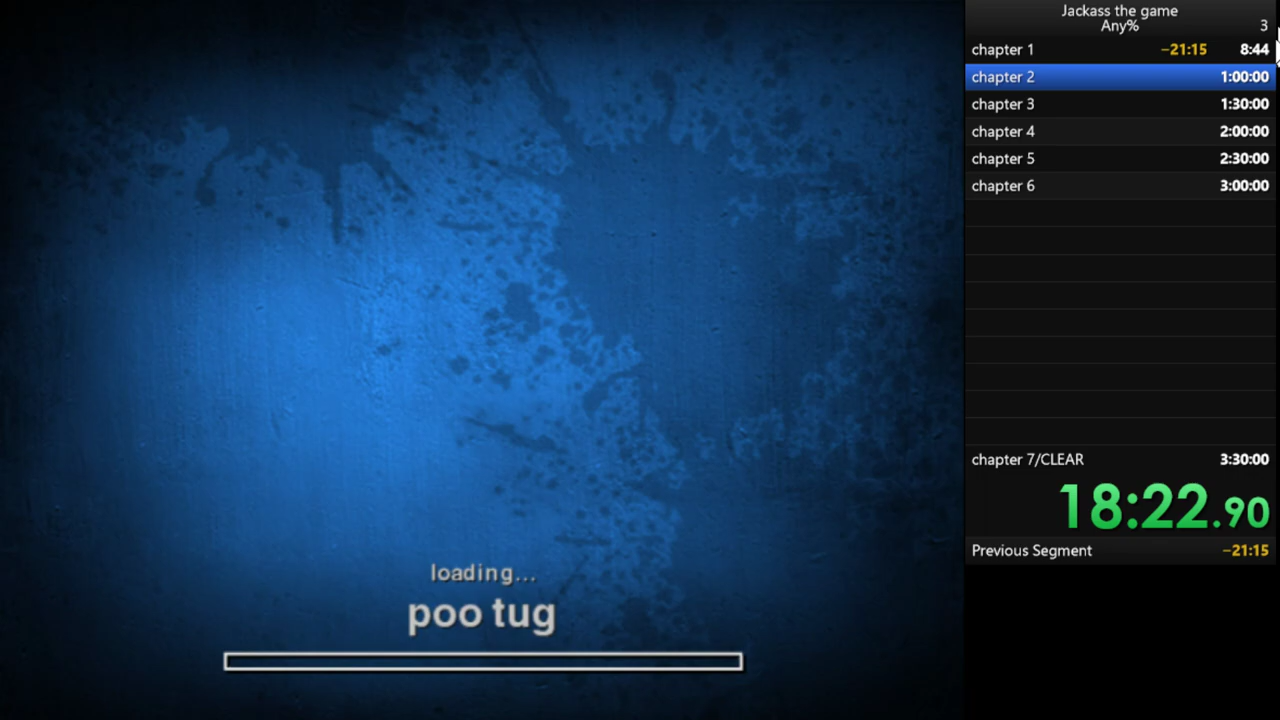 Jackass the game
Any% 3
chapter 1 −21:15 8:44
chapter 2 1:00:00
chapter 3 1:30:00
chapter 4 2:00:00
chapter 5 2:30:00
chapter 6 3:00:00
chapter 7/CLEAR 3:30:00
18:22.90
Previous Segment −21:15
loading...
poo tug